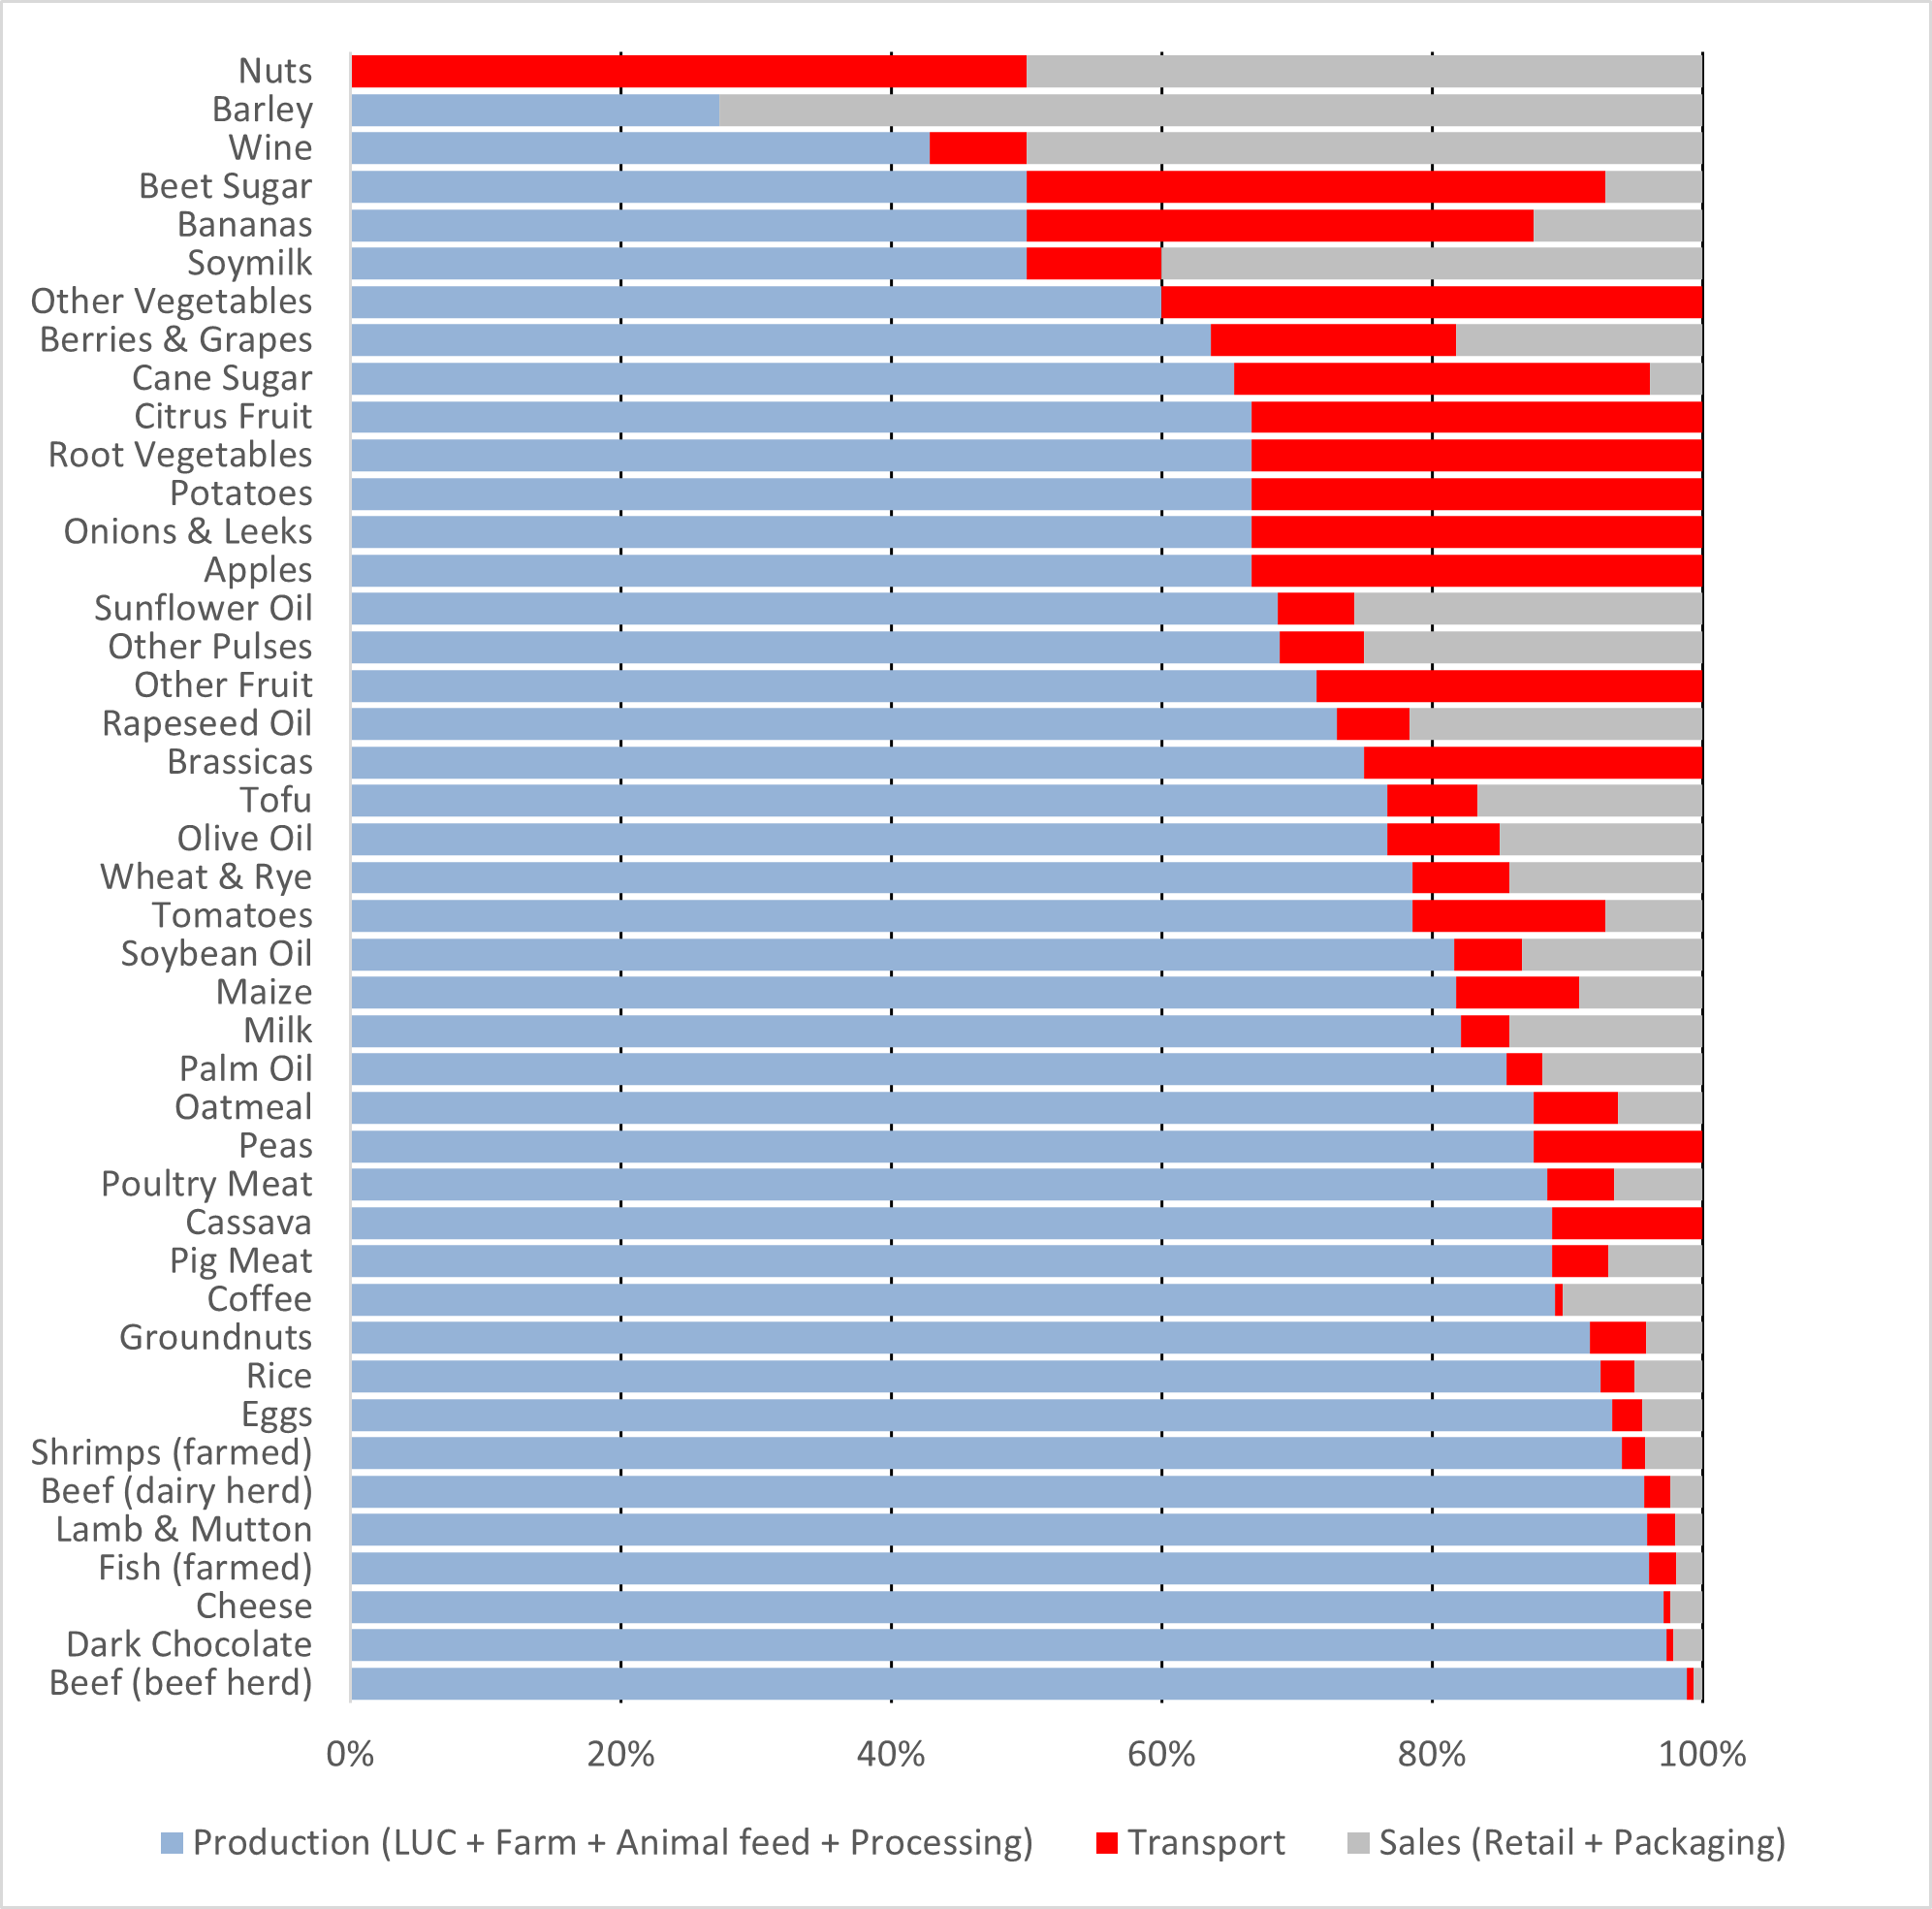 Nuts
Barley
Wine
Beet Sugar
Bananas
Soymilk
Other Vegetables
Berries & Grapes
Cane Sugar
Citrus Fruit
Root Vegetables
Potatoes
Onions & Leeks
Apples
Sunflower Oil
Other Pulses
Other Fruit
Rapeseed Oil
Brassicas
Tofu
Olive Oil
Wheat & Rye
Tomatoes
Soybean Oil
Maize
Milk
Palm Oil
Oatmeal
Peas
Poultry Meat
Cassava
Pig Meat
Coffee
Groundnuts
Rice
Eggs
Shrimps (farmed)
Beef (dairy herd)
Lamb & Mutton
Fish (farmed)
Cheese
Dark Chocolate
Beef (beef herd)
0% 20% 40% 60% 80% 100%
Production (LUC + Farm + Animal feed + Processing) Transport Sales (Retail + Packaging)